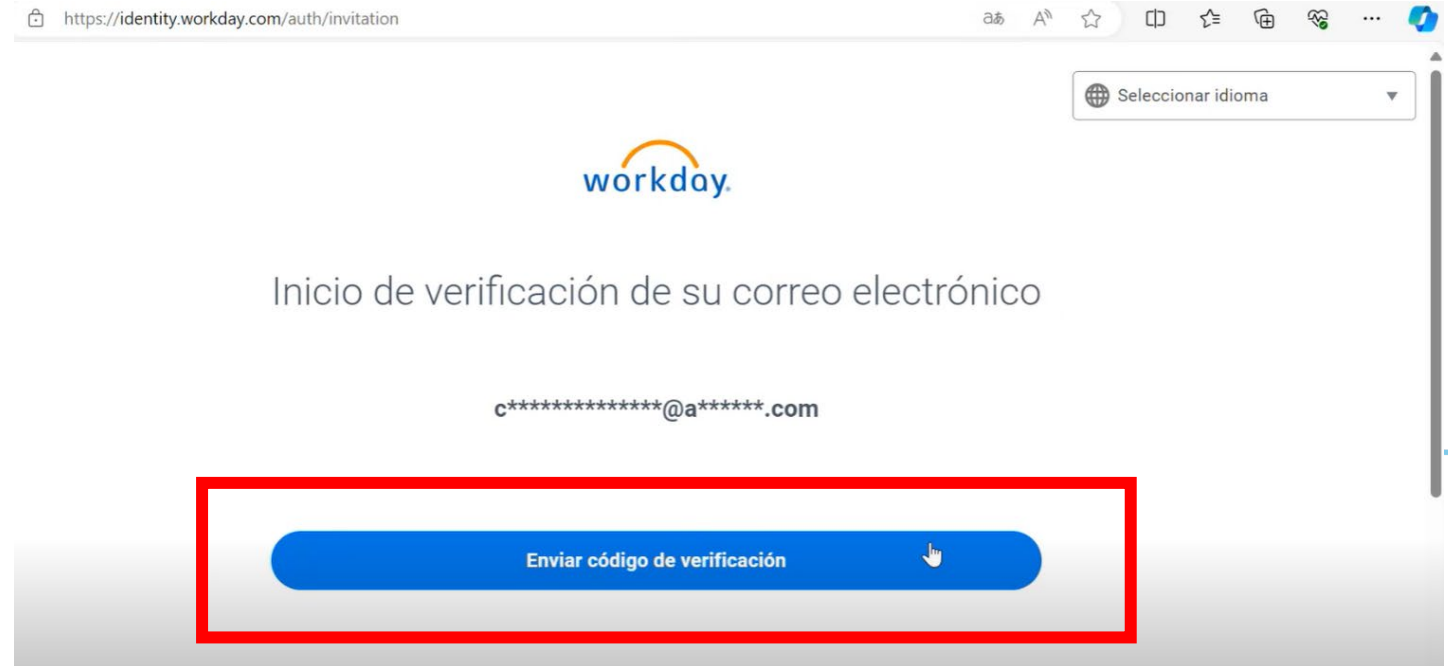 https://identity.workday.com/auth/invitation
Seleccionar idioma
workday.
Inicio de verificación de su correo electrónico
c**************@a******.com
Enviar código de verificación